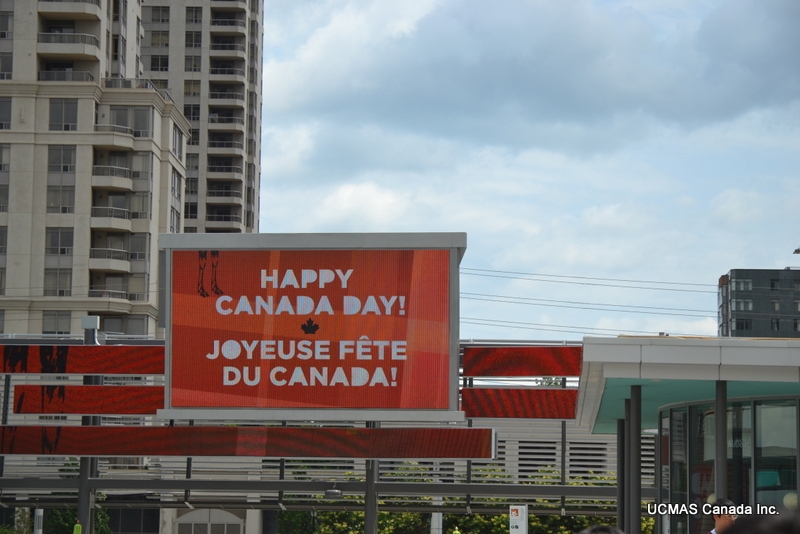 HAPPY
CANADA DAY!
JOYEUSE FÊTE
DU CANADA!
UCMAS Canada Inc.